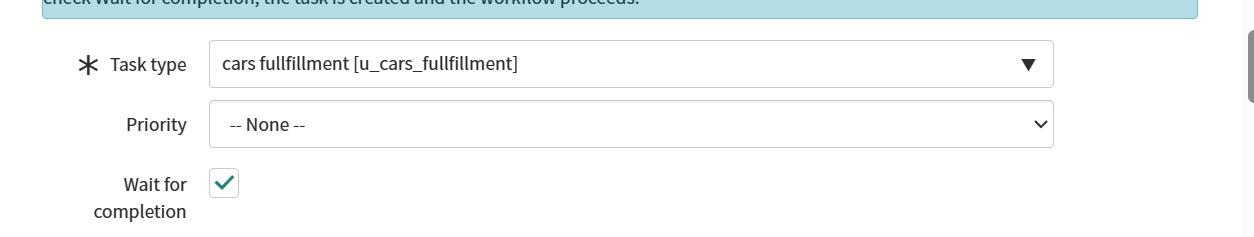 check Wait for completion, the task is created and the workflow proceeds.
Task type
cars fullfillment [u_cars_fullfillment]
Priority
-- None --
Wait for
completion